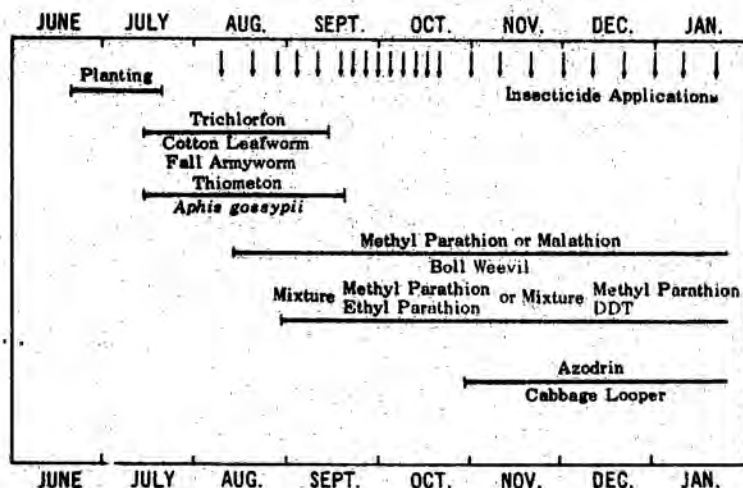 JUNE JULY AUG. SEPT. OCT. NOV. DEC. JAN.
Planting
Insecticide Applications
Trichlorfon
Cotton Leafworm
Fall Armyworm
Thiometon
Aphis gossypii
Methyl Parathion or Malathion
Boll Weevil
Mixture Methyl Parathion or Mixture Methyl Parathion
Ethyl Parathion DDT
Azodrin
Cabbage Looper
JUNE JULY AUG. SEPT. OCT. NOV. DEC. JAN.